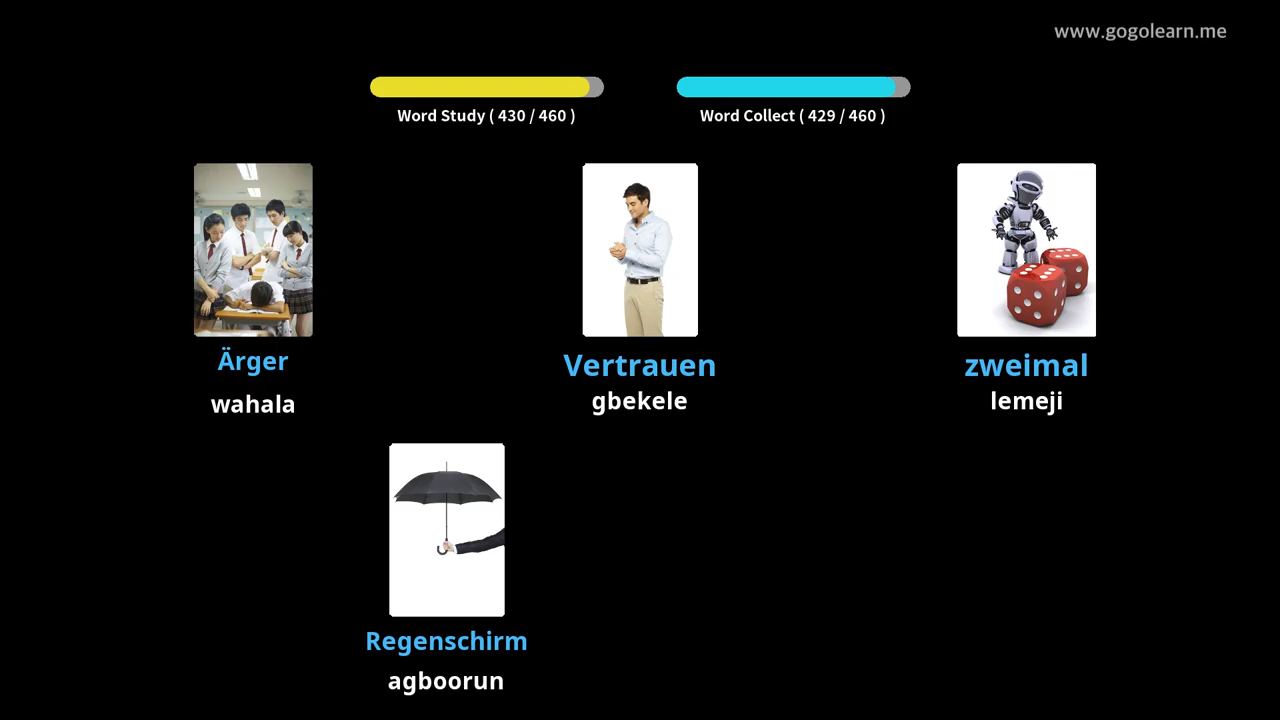 www.gogolearn.me
Word Study ( 430 / 460 )
Word Collect ( 429 / 460 )
Ärger
wahala
Vertrauen
gbekele
zweimal
lemeji
Regenschirm
agboorun